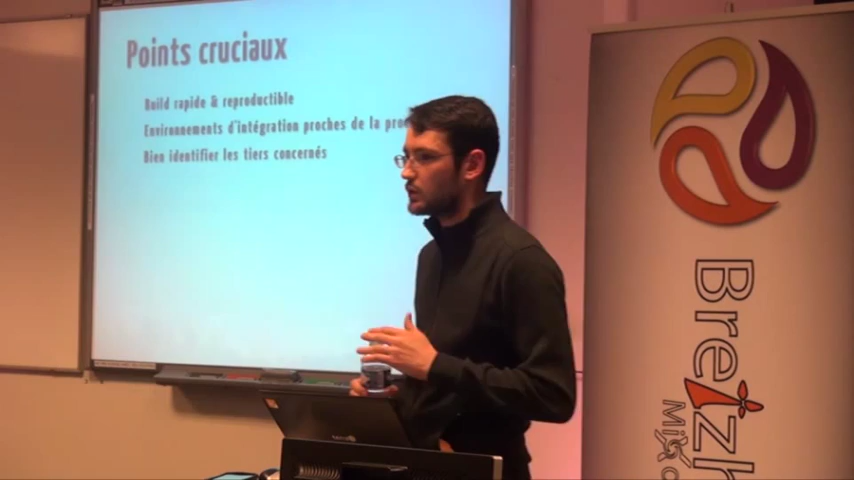 Points cruciaux
Build rapide & reproductible
Environnements d'intégration proches de la pro
Bien identifier les tiers concernés
Breizh